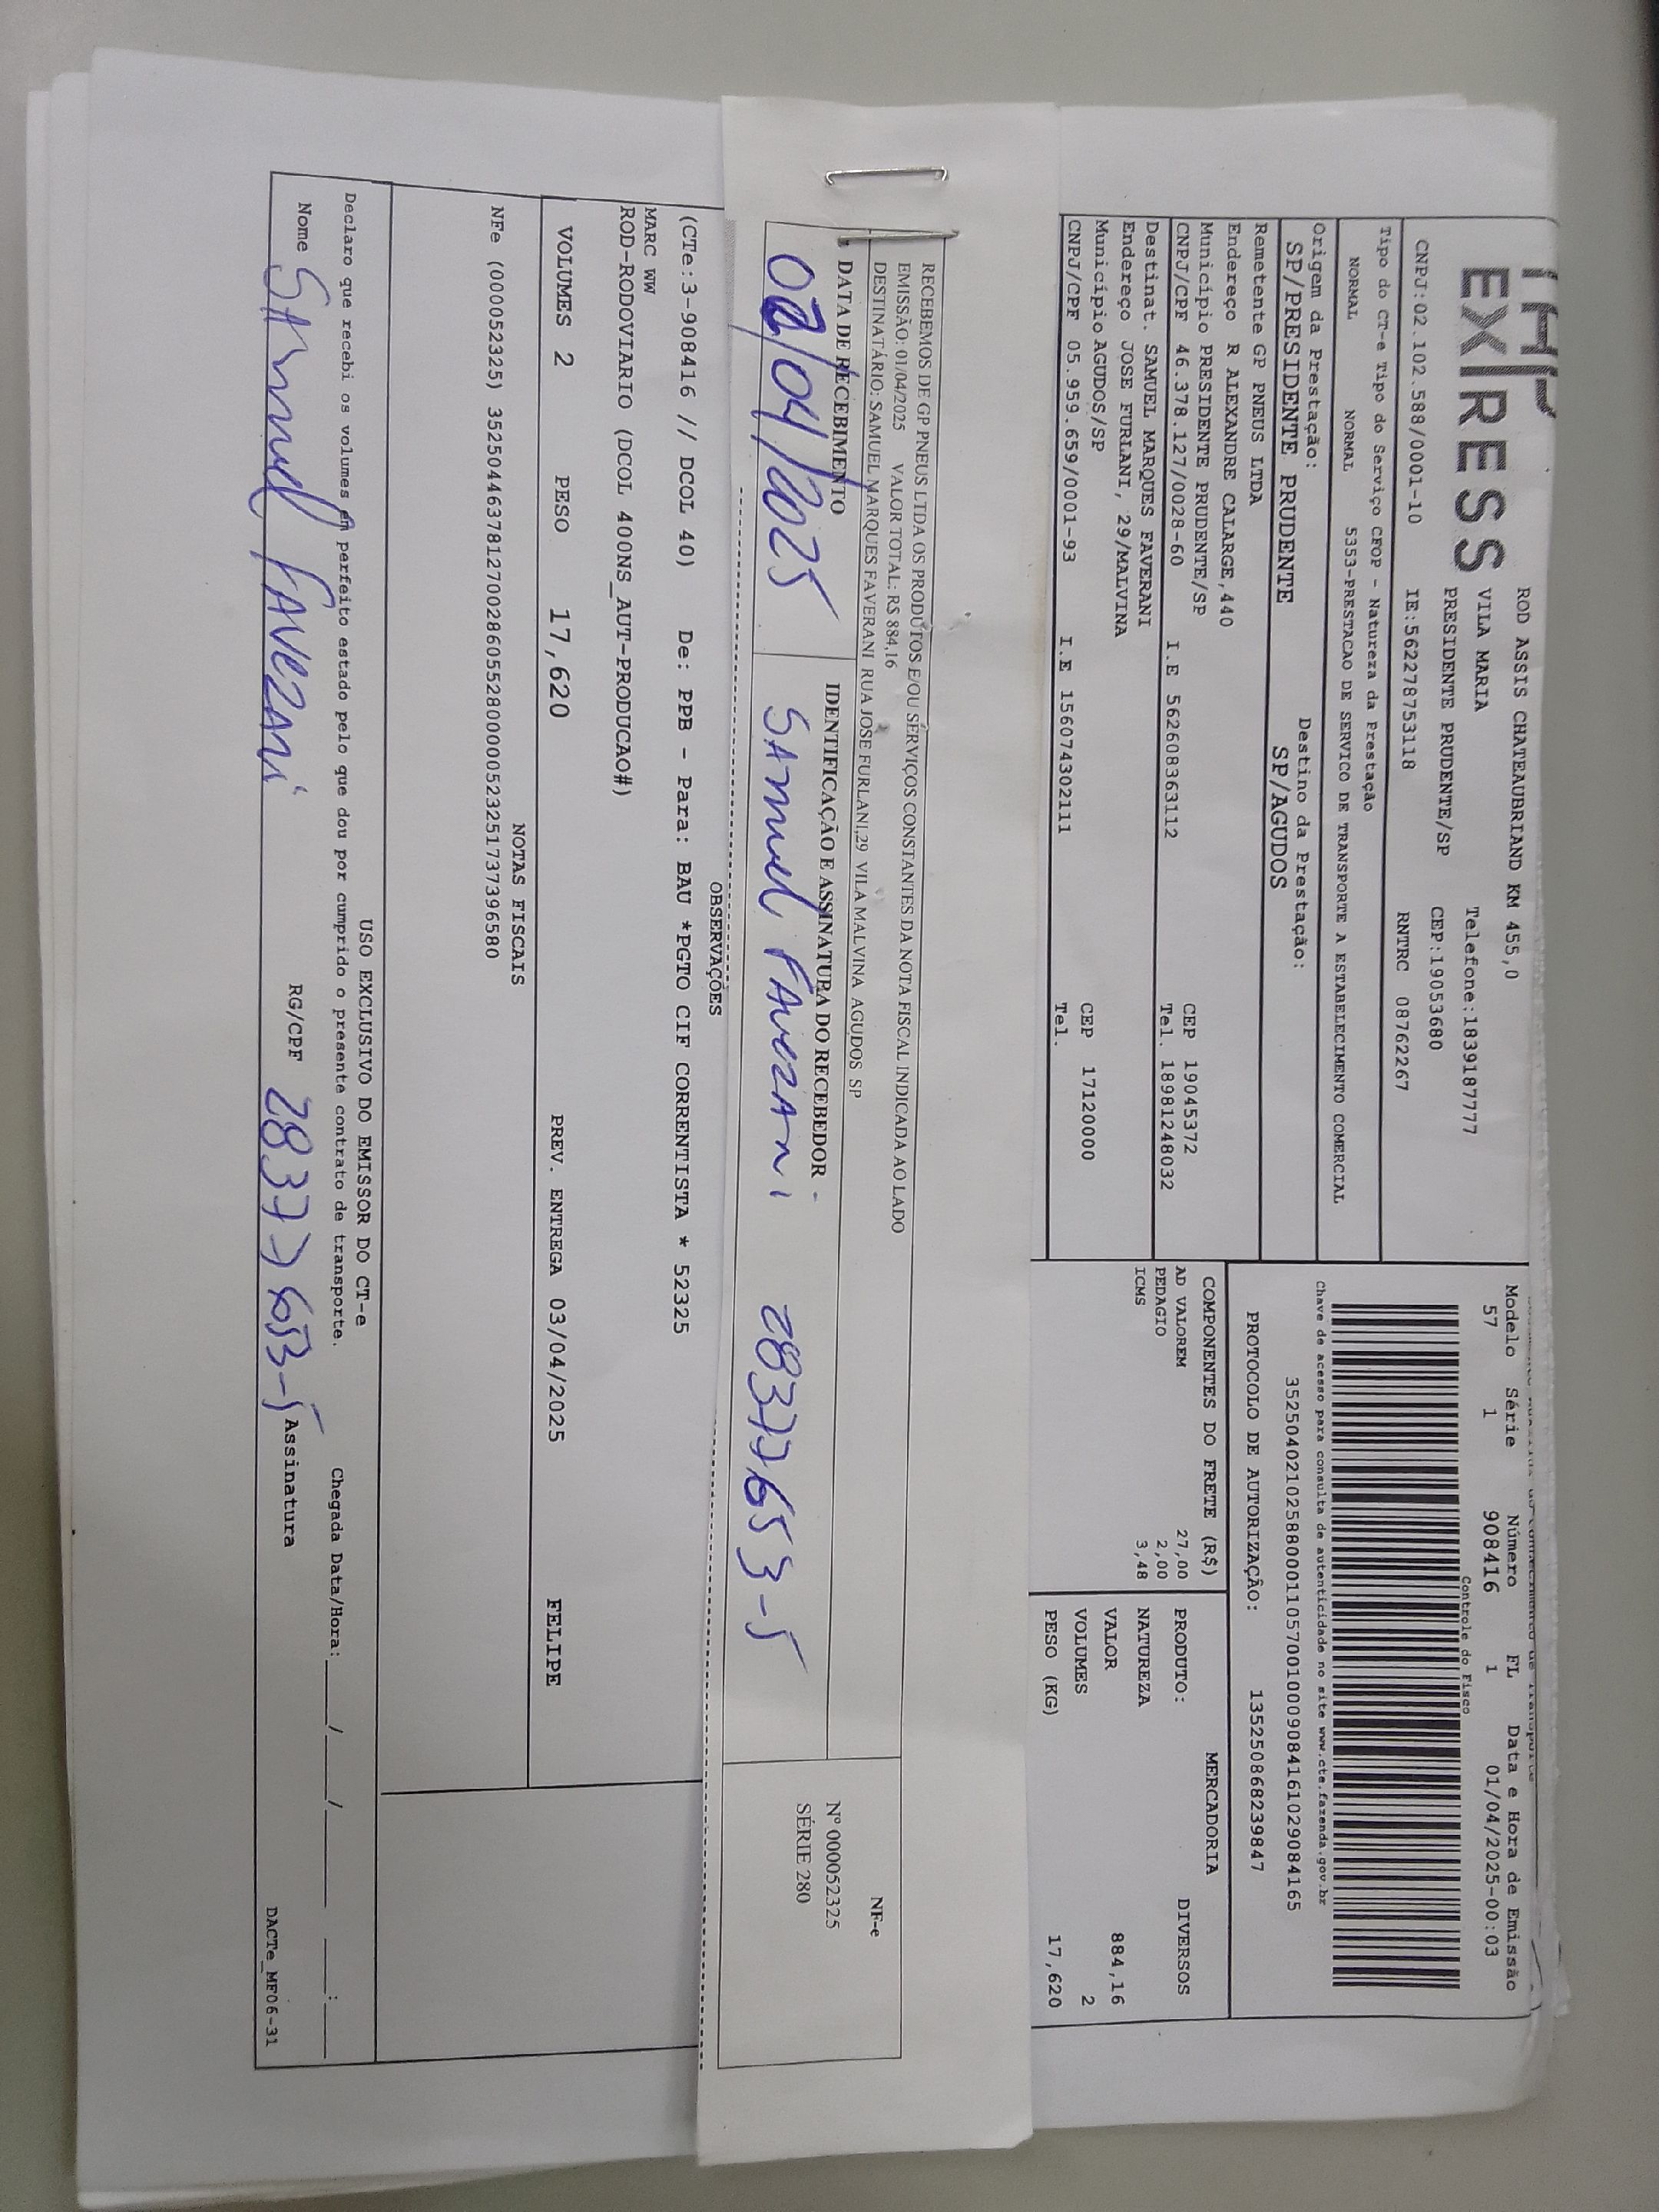 EXPRESS
ROD ASSIS CHATEAUBRIAND KM 455,0
VILA MARIA Telefone:1839187777
PRESIDENTE PRUDENTE/SP CEP:19053680
CNPJ:02.102.588/0001-10 IE:562278753118 RNTRC 08762267
Tipo do CT-e Tipo do Serviço CFOP - Natureza da Prestação
NORMAL NORMAL 5353-PRESTACAO DE SERVICO DE TRANSPORTE A ESTABELECIMENTO COMERCIAL
Origem da Prestação: Destino da Prestação:
SP/PRESIDENTE PRUDENTE SP/AGUDOS
Remetente GP PNEUS LTDA
Endereço R ALEXANDRE CALARGE,440
Município PRESIDENTE PRUDENTE/SP CEP 19045372
CNPJ/CPF 46.378.127/0028-60 I.E 562608363112 Tel. 18981248032
Destinat. SAMUEL MARQUES FAVERANI
Endereço JOSE FURLANI, 29/MALVINA
Município AGUDOS/SP CEP 17120000
CNPJ/CPF 05.959.659/0001-93 I.E 156074302111 Tel.
Modelo Série Número FL Data e Hora de Emissão
57 1 908416 1 01/04/2025-00:03
Controle do Fisco
Chave de acesso para consulta de autenticidade no site www.cte.fazenda.gov.br
35250402102588000110570010009084161029084165
PROTOCOLO DE AUTORIZAÇÃO: 135250868239847
COMPONENTES DO FRETE (R$)
AD VALOREM 27,00
PEDAGIO 2,00
ICMS 3,48
MERCADORIA
PRODUTO: DIVERSOS
NATUREZA
VALOR 884,16
VOLUMES 2
PESO (KG) 17,620
RECEBEMOS DE GP PNEUS LTDA OS PRODUTOS E/OU SERVIÇOS CONSTANTES DA NOTA FISCAL INDICADA AO LADO
EMISSÃO: 01/04/2025 VALOR TOTAL: R$ 884,16
DESTINATÁRIO: SAMUEL MARQUES FAVERANI RUA JOSE FURLANI,29 VILA MALVINA AGUDOS SP
DATA DE RECEBIMENTO IDENTIFICAÇÃO E ASSINATURA DO RECEBEDOR
02/04/2025 Samuel Faverani 28377653-5
NF-e
Nº 000052325
SÉRIE 280
OBSERVAÇÕES
(CTe:3-908416 // DCOL 40) De: PPB - Para: BAU *PGTO CIF CORRENTISTA * 52325
MARC WW
ROD-RODOVIARIO (DCOL 400NS_AUT-PRODUCAO#)
VOLUMES 2 PESO 17,620 PREV. ENTREGA 03/04/2025 FELIPE
NOTAS FISCAIS
NFe (000052325) 35250446378127002860552800000523251737396580
USO EXCLUSIVO DO EMISSOR DO CT-e
Declaro que recebi os volumes em perfeito estado pelo que dou por cumprido o presente contrato de transporte. Chegada Data/Hora:____/____/______ ____:____
Nome Samuel Faverani RG/CPF 28377653-5 Assinatura
DACTe_MF06-31